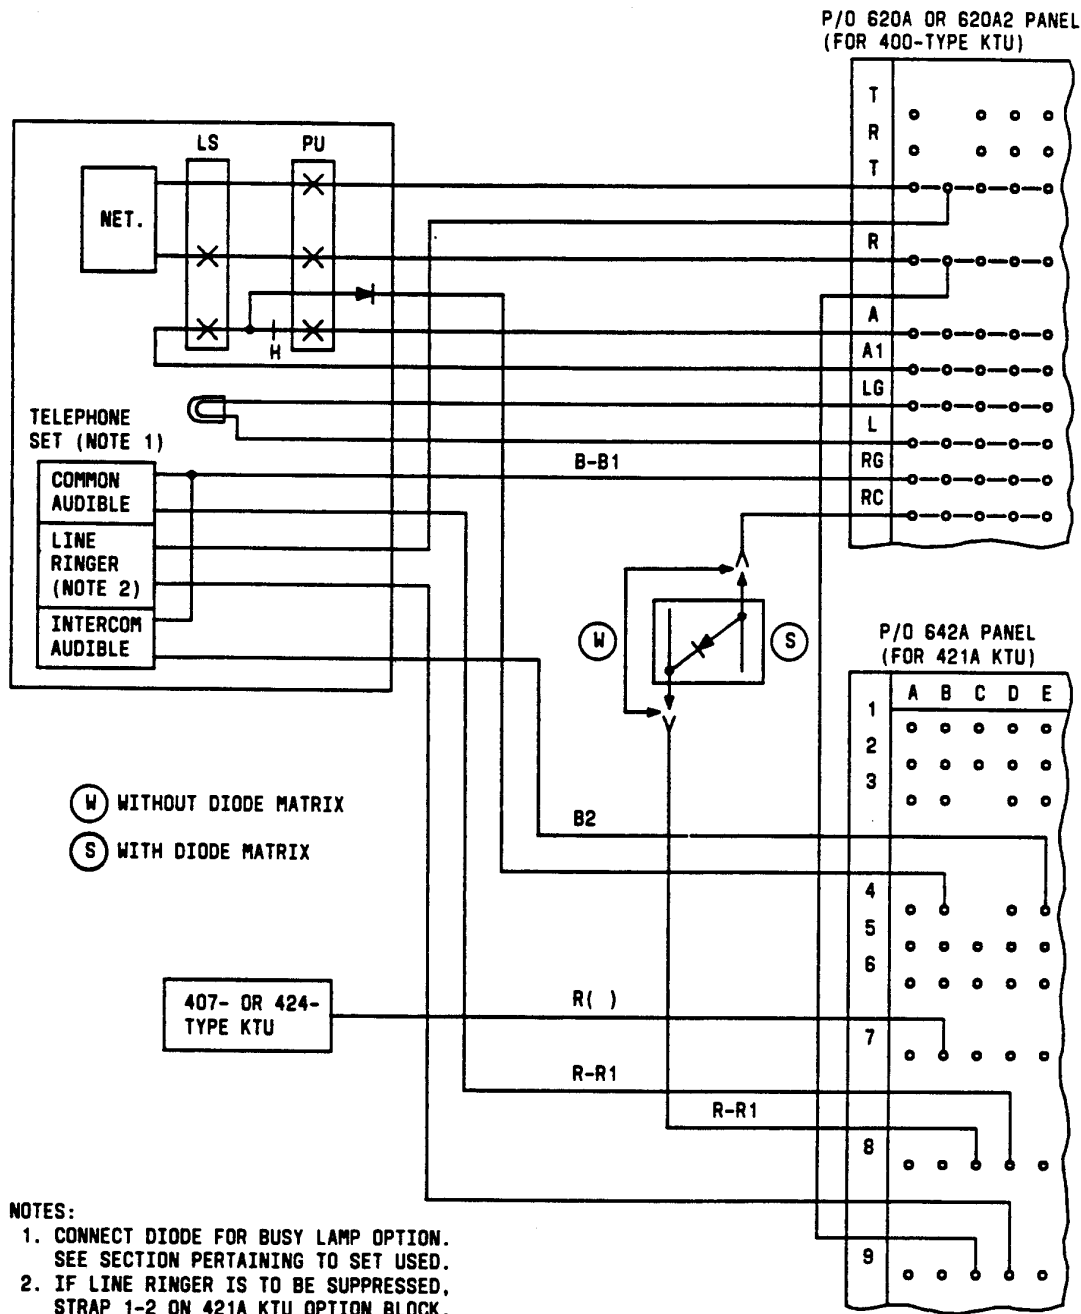 P/O 620A OR 620A2 PANEL
(FOR 400-TYPE KTU)
T
R
T
R
A
A1
LG
L
RG
RC
LS
PU
NET.
H
TELEPHONE
SET (NOTE 1)
COMMON
AUDIBLE
LINE
RINGER
(NOTE 2)
INTERCOM
AUDIBLE
B-B1
W
S
P/O 642A PANEL
(FOR 421A KTU)
A B C D E
1
2
3
4
5
6
7
8
9
W WITHOUT DIODE MATRIX
S WITH DIODE MATRIX
B2
407- OR 424-
TYPE KTU
R( )
R-R1
R-R1
NOTES:
1. CONNECT DIODE FOR BUSY LAMP OPTION.
SEE SECTION PERTAINING TO SET USED.
2. IF LINE RINGER IS TO BE SUPPRESSED,
STRAP 1-2 ON 421A KTU OPTION BLOCK.